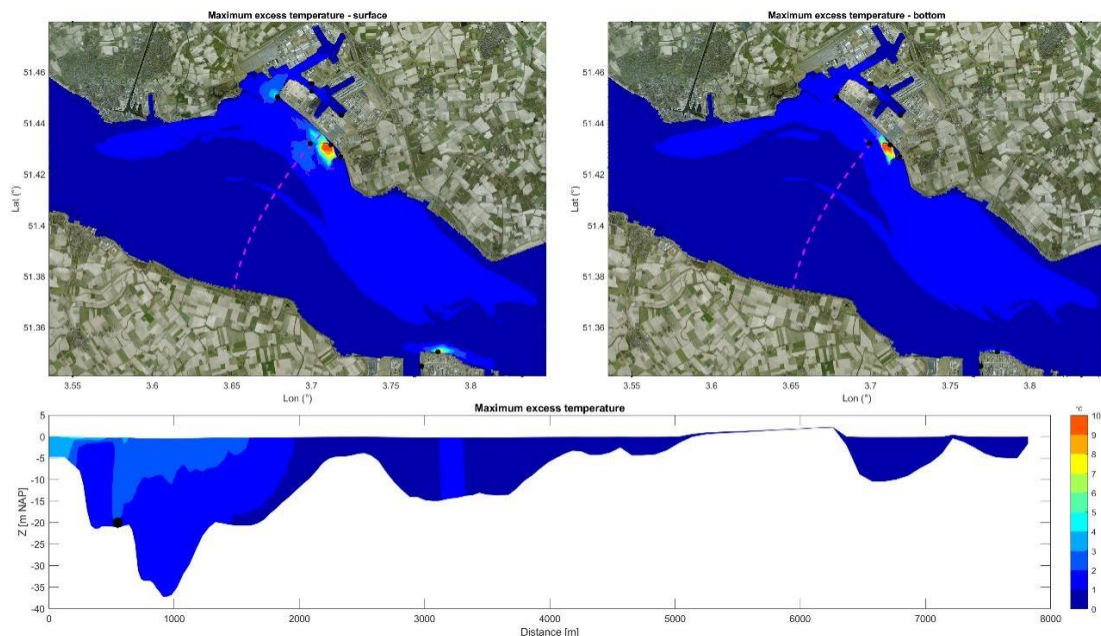 Maximum excess temperature - surface
51.46
51.44
51.42
51.4
51.38
51.36
Lat (°)
3.55 3.6 3.65 3.7 3.75 3.8
Lon (°)
Maximum excess temperature - bottom
51.46
51.44
51.42
51.4
51.38
51.36
Lat (°)
3.55 3.6 3.65 3.7 3.75 3.8
Lon (°)
Maximum excess temperature
5
0
-5
-10
-15
-20
-25
-30
-35
-40
Z [m NAP]
0 1000 2000 3000 4000 5000 6000 7000 8000
Distance [m]
°C
10
9
8
7
6
5
4
3
2
1
0